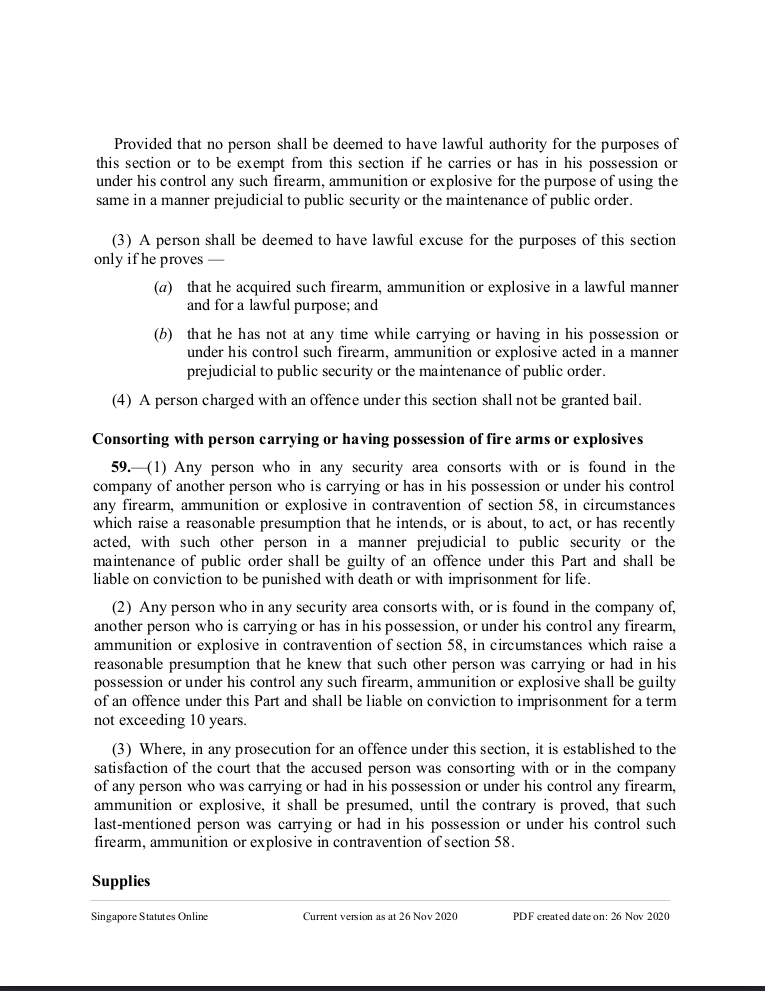 Provided that no person shall be deemed to have lawful authority for the purposes of
this section or to be exempt from this section if he carries or has in his possession or
under his control any such firearm, ammunition or explosive for the purpose of using the
same in a manner prejudicial to public security or the maintenance of public order.
(3) A person shall be deemed to have lawful excuse for the purposes of this section
only if he proves —
(a) that he acquired such firearm, ammunition or explosive in a lawful manner
and for a lawful purpose; and
(b) that he has not at any time while carrying or having in his possession or
under his control such firearm, ammunition or explosive acted in a manner
prejudicial to public security or the maintenance of public order.
(4) A person charged with an offence under this section shall not be granted bail.
Consorting with person carrying or having possession of fire arms or explosives
59.—(1) Any person who in any security area consorts with or is found in the
company of another person who is carrying or has in his possession or under his control
any firearm, ammunition or explosive in contravention of section 58, in circumstances
which raise a reasonable presumption that he intends, or is about, to act, or has recently
acted, with such other person in a manner prejudicial to public security or the
maintenance of public order shall be guilty of an offence under this Part and shall be
liable on conviction to be punished with death or with imprisonment for life.
(2) Any person who in any security area consorts with, or is found in the company of,
another person who is carrying or has in his possession, or under his control any firearm,
ammunition or explosive in contravention of section 58, in circumstances which raise a
reasonable presumption that he knew that such other person was carrying or had in his
possession or under his control any such firearm, ammunition or explosive shall be guilty
of an offence under this Part and shall be liable on conviction to imprisonment for a term
not exceeding 10 years.
(3) Where, in any prosecution for an offence under this section, it is established to the
satisfaction of the court that the accused person was consorting with or in the company
of any person who was carrying or had in his possession or under his control any firearm,
ammunition or explosive, it shall be presumed, until the contrary is proved, that such
last-mentioned person was carrying or had in his possession or under his control such
firearm, ammunition or explosive in contravention of section 58.
Supplies
Singapore Statutes Online Current version as at 26 Nov 2020 PDF created date on: 26 Nov 2020